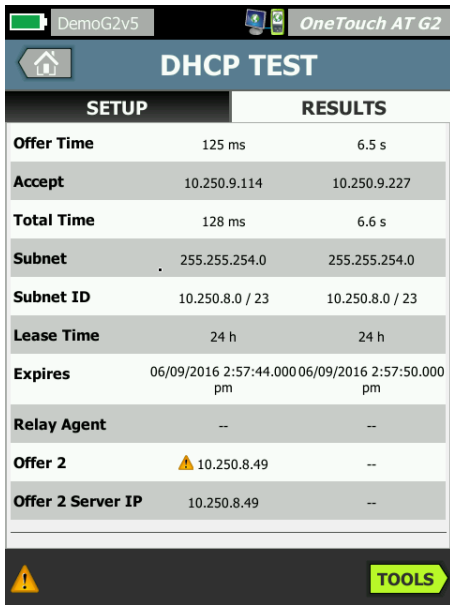 DemoG2v5 OneTouch AT G2
DHCP TEST
SETUP RESULTS
Offer Time 125 ms 6.5 s
Accept 10.250.9.114 10.250.9.227
Total Time 128 ms 6.6 s
Subnet 255.255.254.0 255.255.254.0
Subnet ID 10.250.8.0 / 23 10.250.8.0 / 23
Lease Time 24 h 24 h
Expires 06/09/2016 2:57:44.000 06/09/2016 2:57:50.000
pm pm
Relay Agent -- --
Offer 2 10.250.8.49 --
Offer 2 Server IP 10.250.8.49 --
TOOLS